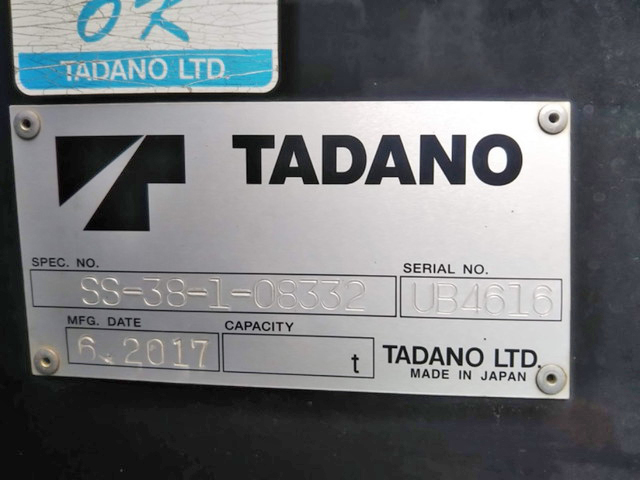 OK
TADANO LTD.
TADANO
SPEC. NO.
SS-38-1-08332
SERIAL NO.
UB4616
MFG. DATE
6. 2017
CAPACITY
t
TADANO LTD.
MADE IN JAPAN